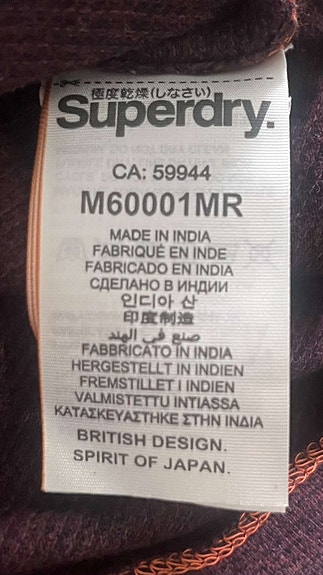 極度乾燥(しなさい)
Superdry.
CA: 59944
M60001MR
MADE IN INDIA
FABRIQUÉ EN INDE
FABRICADO EN INDIA
СДЕЛАНО В ИНДИИ
인디아 산
印度制造
صنع في الهند
FABBRICATO IN INDIA
HERGESTELLT IN INDIEN
FREMSTILLET I INDIEN
VALMISTETTU INTIASSA
ΚΑΤΑΣΚΕΥΑΣΤΗΚΕ ΣΤΗΝ ΙΝΔΙΑ
BRITISH DESIGN.
SPIRIT OF JAPAN.